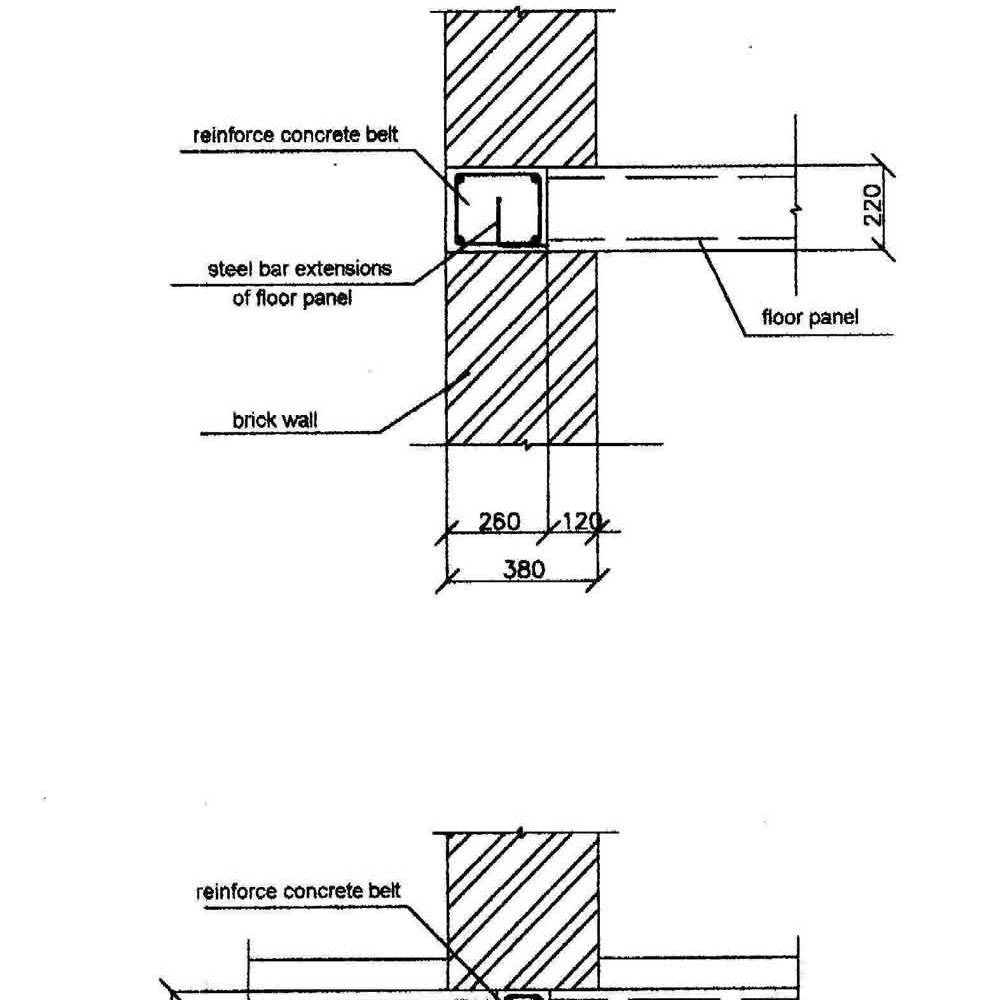 reinforce concrete belt
220
steel bar extensions
of floor panel
floor panel
brick wall
260
120
380
reinforce concrete belt